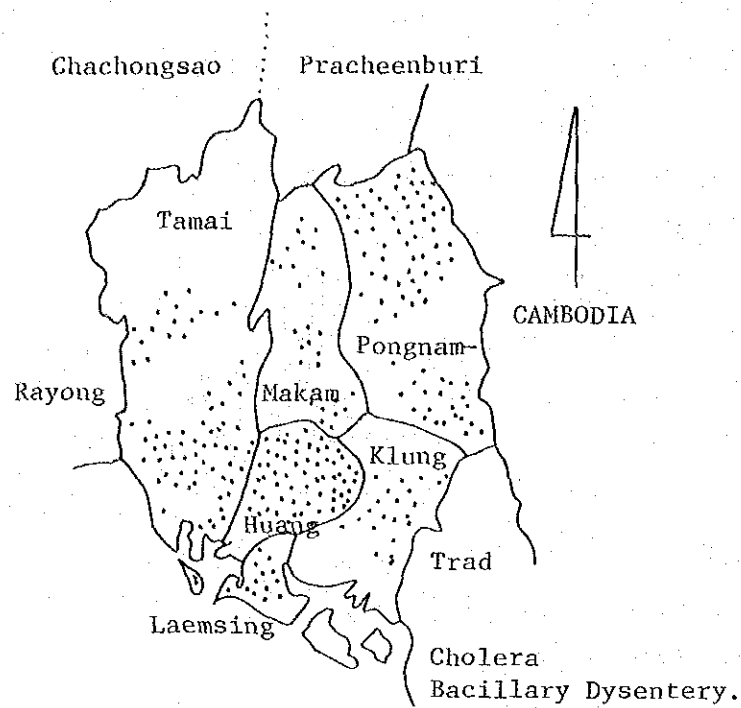 Chachongsao
Pracheenburi
Tamai
CAMBODIA
Pongnam-
Rayong
Makam
Klung
Huang
Trad
Laemsing
Cholera
Bacillary Dysentery.